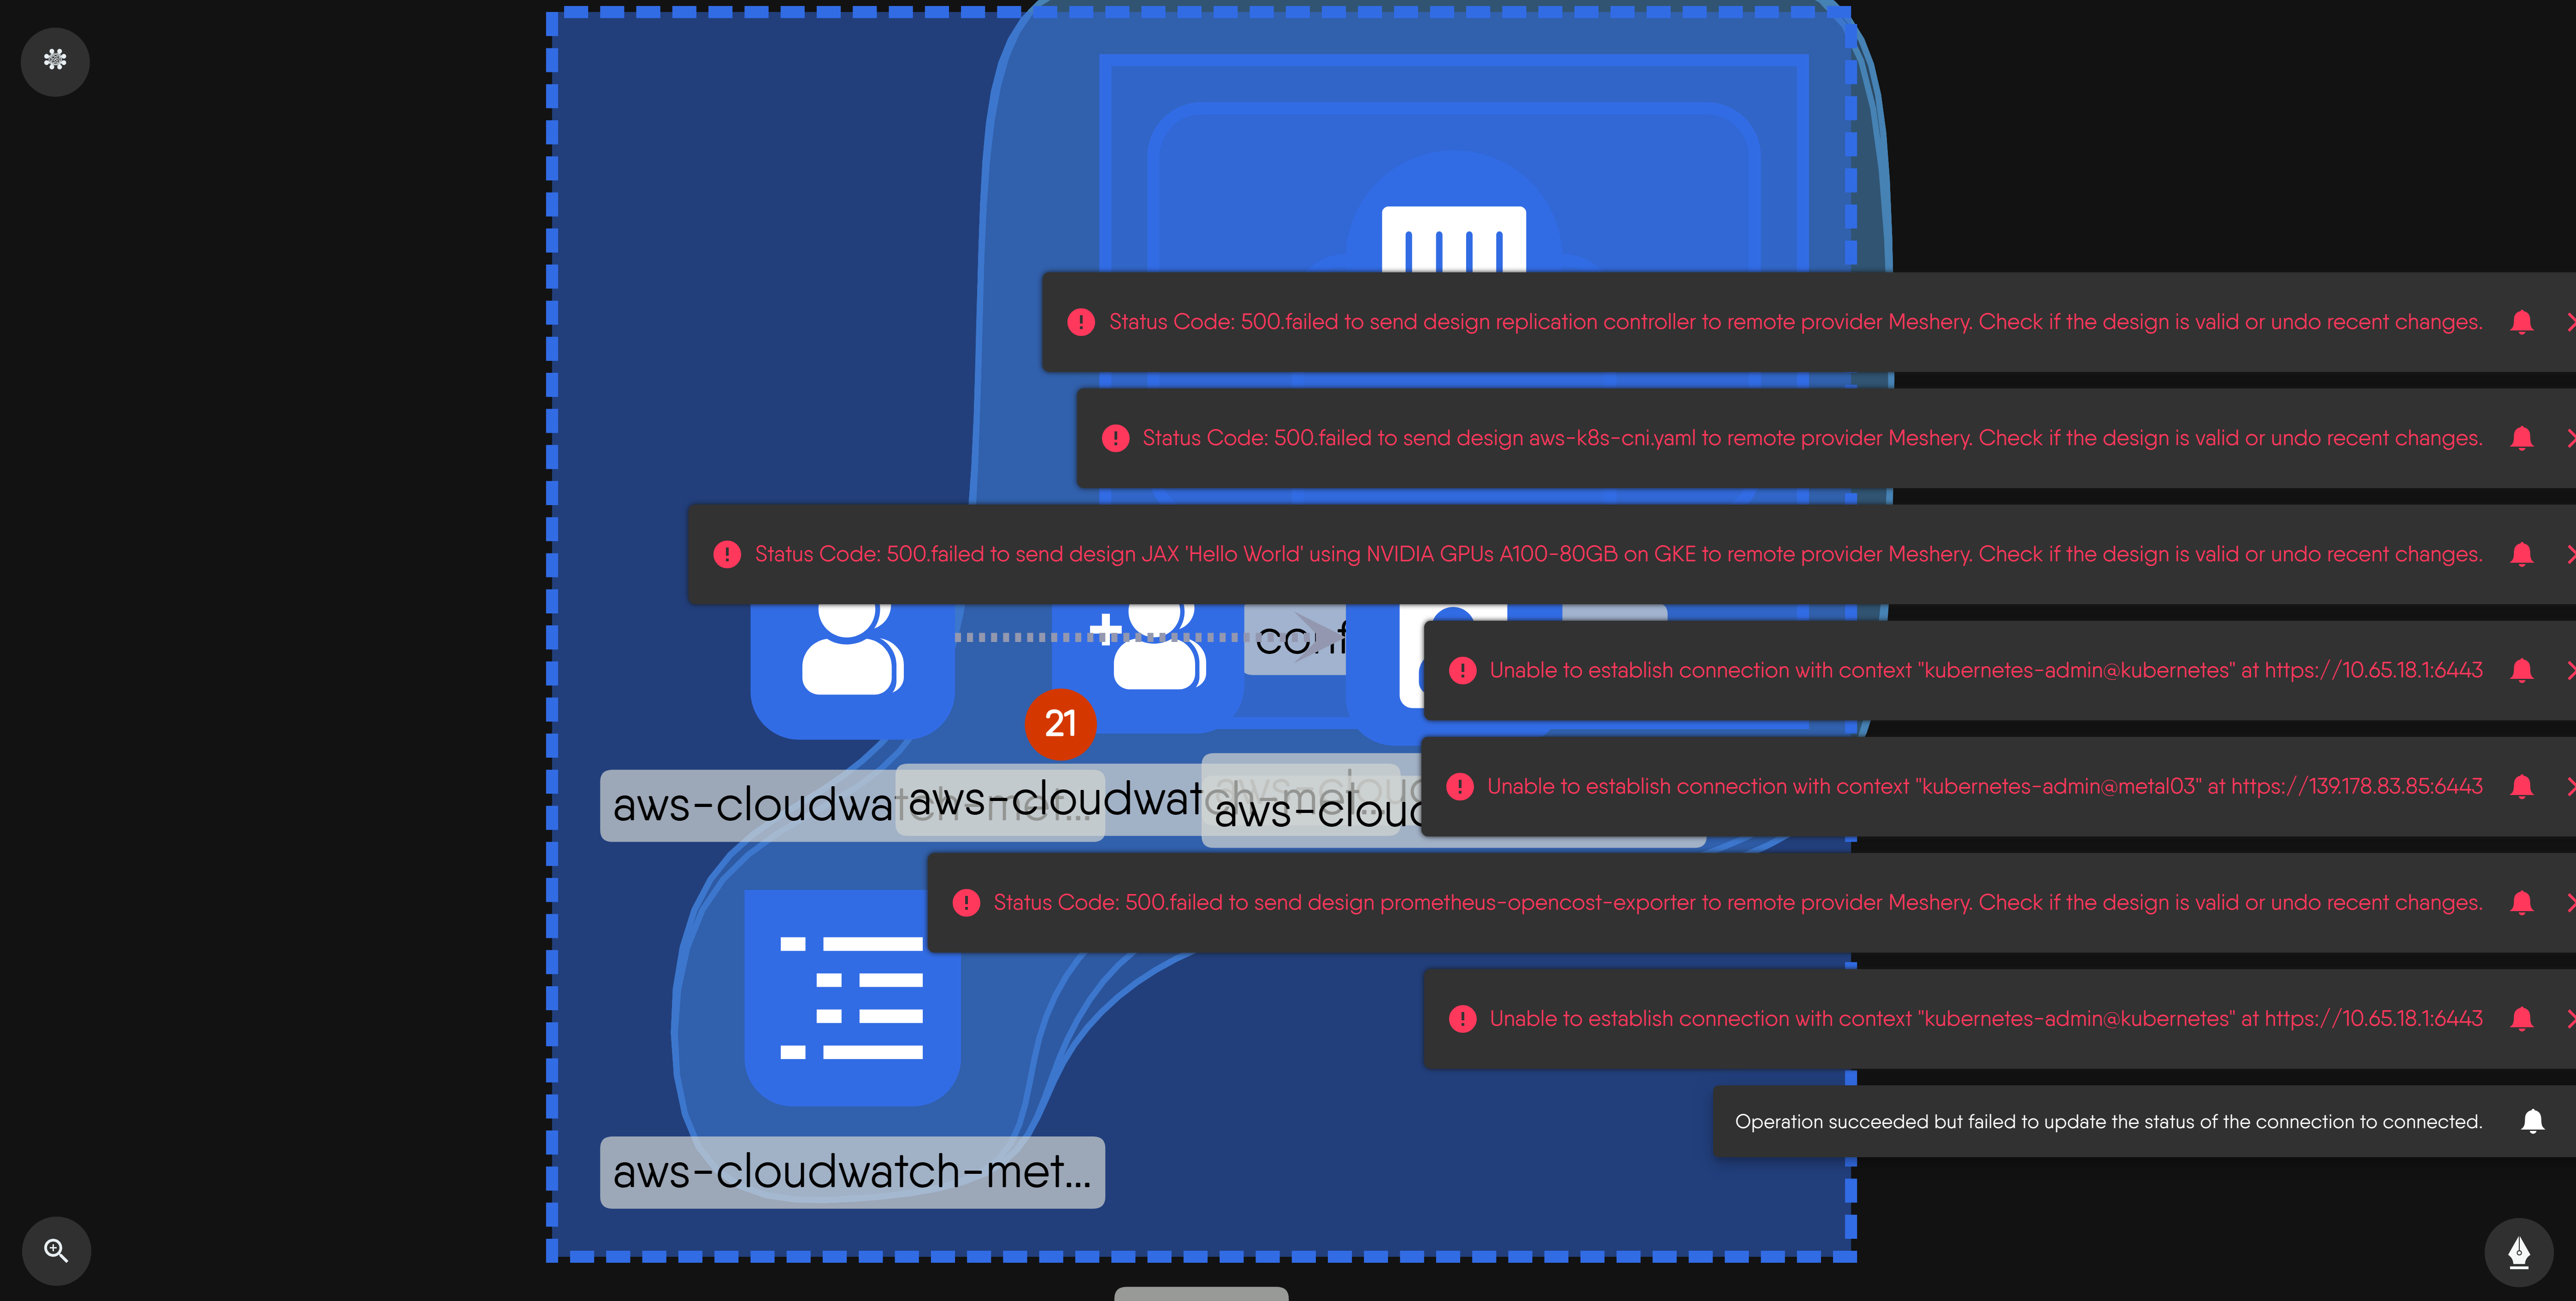 Status Code: 500.failed to send design replication controller to remote provider Meshery. Check if the design is valid or undo recent changes.
Status Code: 500.failed to send design aws-k8s-cni.yaml to remote provider Meshery. Check if the design is valid or undo recent changes.
Status Code: 500.failed to send design JAX 'Hello World' using NVIDIA GPUs A100-80GB on GKE to remote provider Meshery. Check if the design is valid or undo recent changes.
conf
Unable to establish connection with context "kubernetes-admin@kubernetes" at https://10.65.18.1:6443
21
aws-cloudwatch-met...
aws-cloudwatch-met...
aws-cloud
Unable to establish connection with context "kubernetes-admin@metal03" at https://139.178.83.85:6443
Status Code: 500.failed to send design prometheus-opencost-exporter to remote provider Meshery. Check if the design is valid or undo recent changes.
Unable to establish connection with context "kubernetes-admin@kubernetes" at https://10.65.18.1:6443
Operation succeeded but failed to update the status of the connection to connected.
aws-cloudwatch-met...